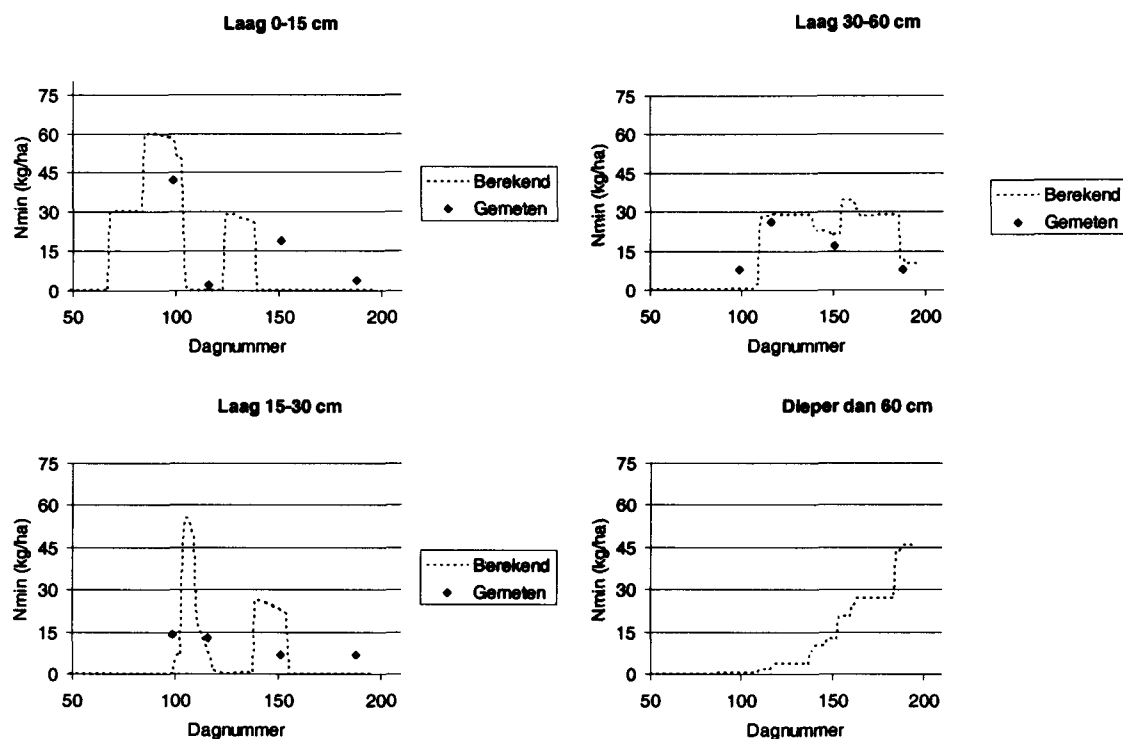 Laag 0-15 cm
Nmin (kg/ha)
75
60
45
30
15
0
50 100 150 200
Dagnummer
Berekend
Gemeten
Laag 30-60 cm
Nmin (kg/ha)
75
60
45
30
15
0
50 100 150 200
Dagnummer
Berekend
Gemeten
Laag 15-30 cm
Nmin (kg/ha)
75
60
45
30
15
0
50 100 150 200
Dagnummer
Berekend
Gemeten
Dieper dan 60 cm
Nmin (kg/ha)
75
60
45
30
15
0
50 100 150 200
Dagnummer